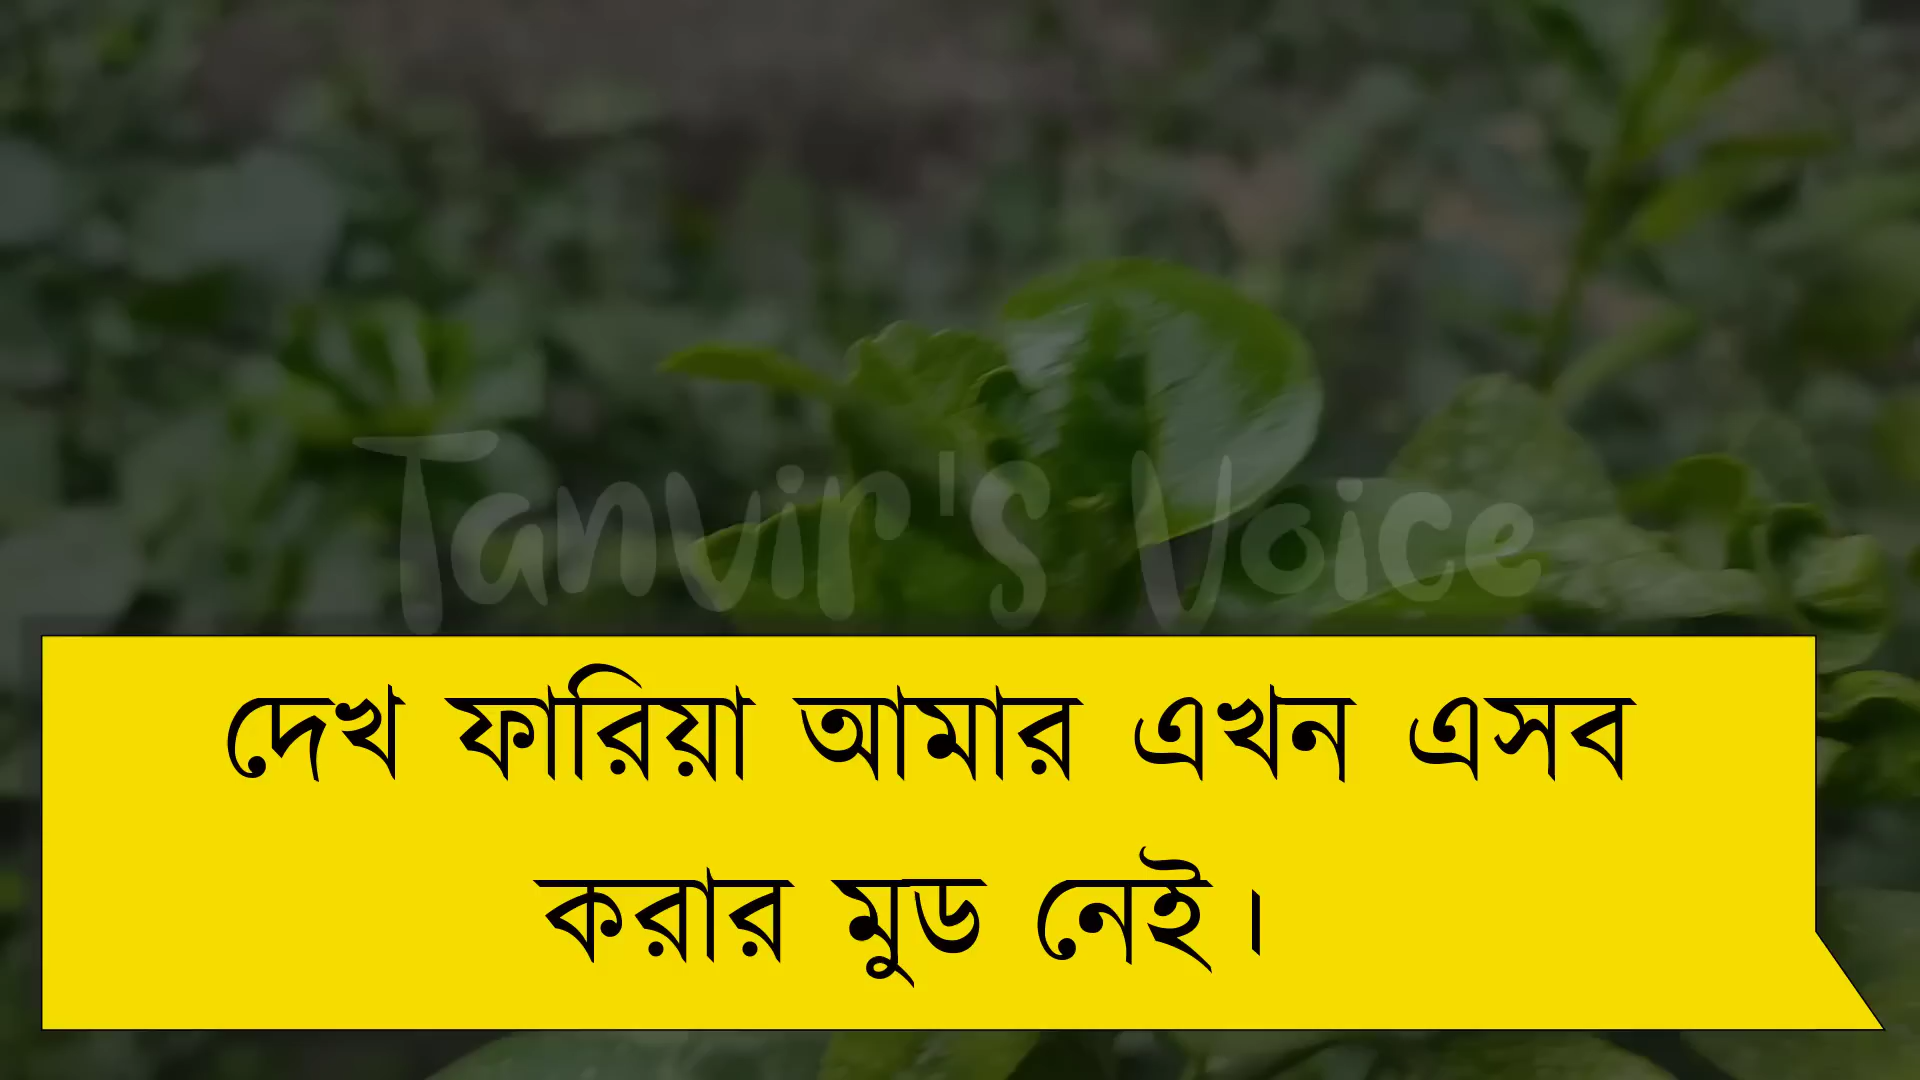 Tanvir's Voice
দেখ ফারিয়া আমার এখন এসব
করার মুড নেই।